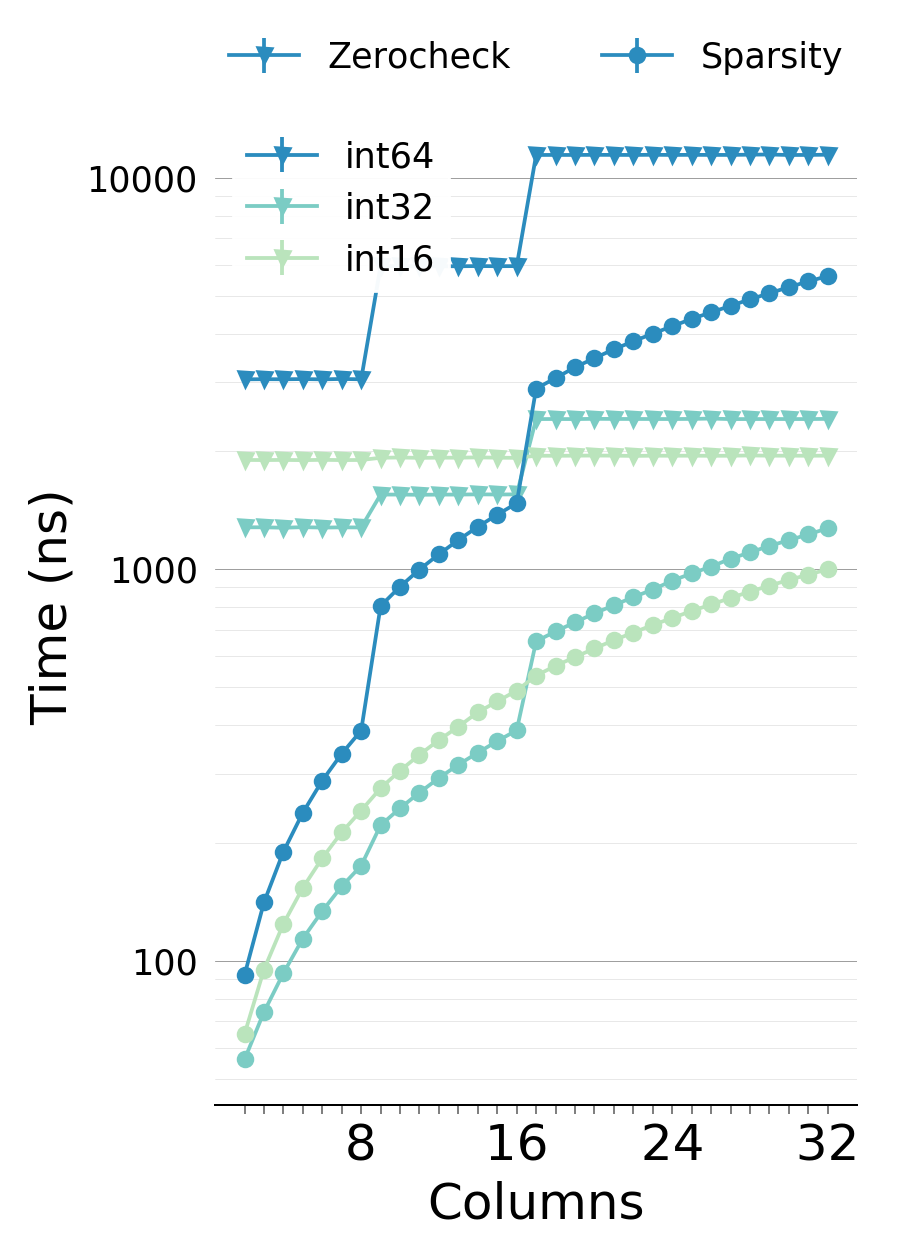 Zerocheck Sparsity
int64
10000
int32
int16
1000
100
Time (ns)
8 16 24 32
Columns